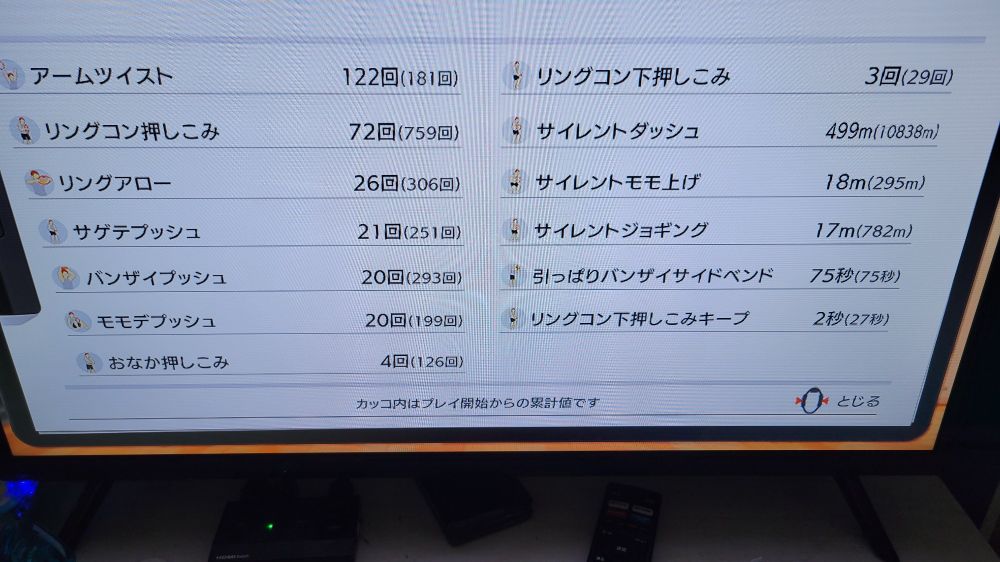 アームツイスト 122回(181回)
リングコン押しこみ 72回(759回)
リングアロー 26回(306回)
サゲテプッシュ 21回(251回)
バンザイプッシュ 20回(293回)
モモデプッシュ 20回(199回)
おなか押しこみ 4回(126回)
リングコン下押しこみ 3回(29回)
サイレントダッシュ 499m(10838m)
サイレントモモ上げ 18m(295m)
サイレントジョギング 17m(782m)
引っぱりバンザイサイドベンド 75秒(75秒)
リングコン下押しこみキープ 2秒(27秒)
カッコ内はプレイ開始からの累計値です
とじる